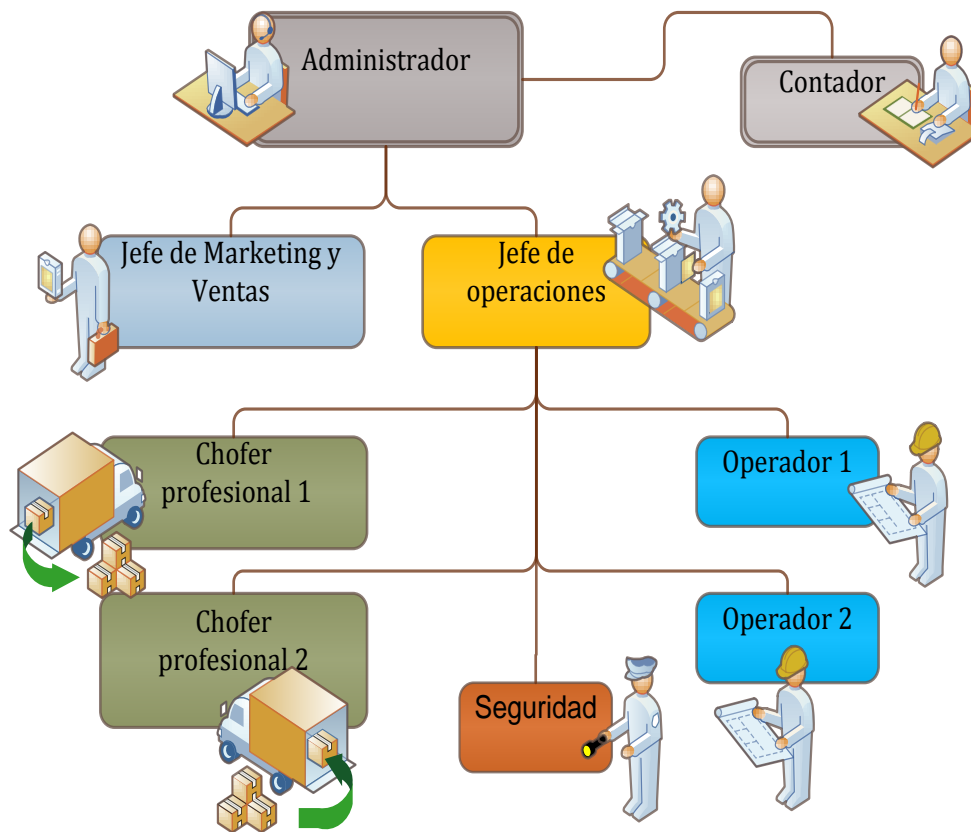 Administrador
Contador
Jefe de Marketing y
Ventas
Jefe de
operaciones
Chofer
profesional 1
Operador 1
Chofer
profesional 2
Operador 2
Seguridad